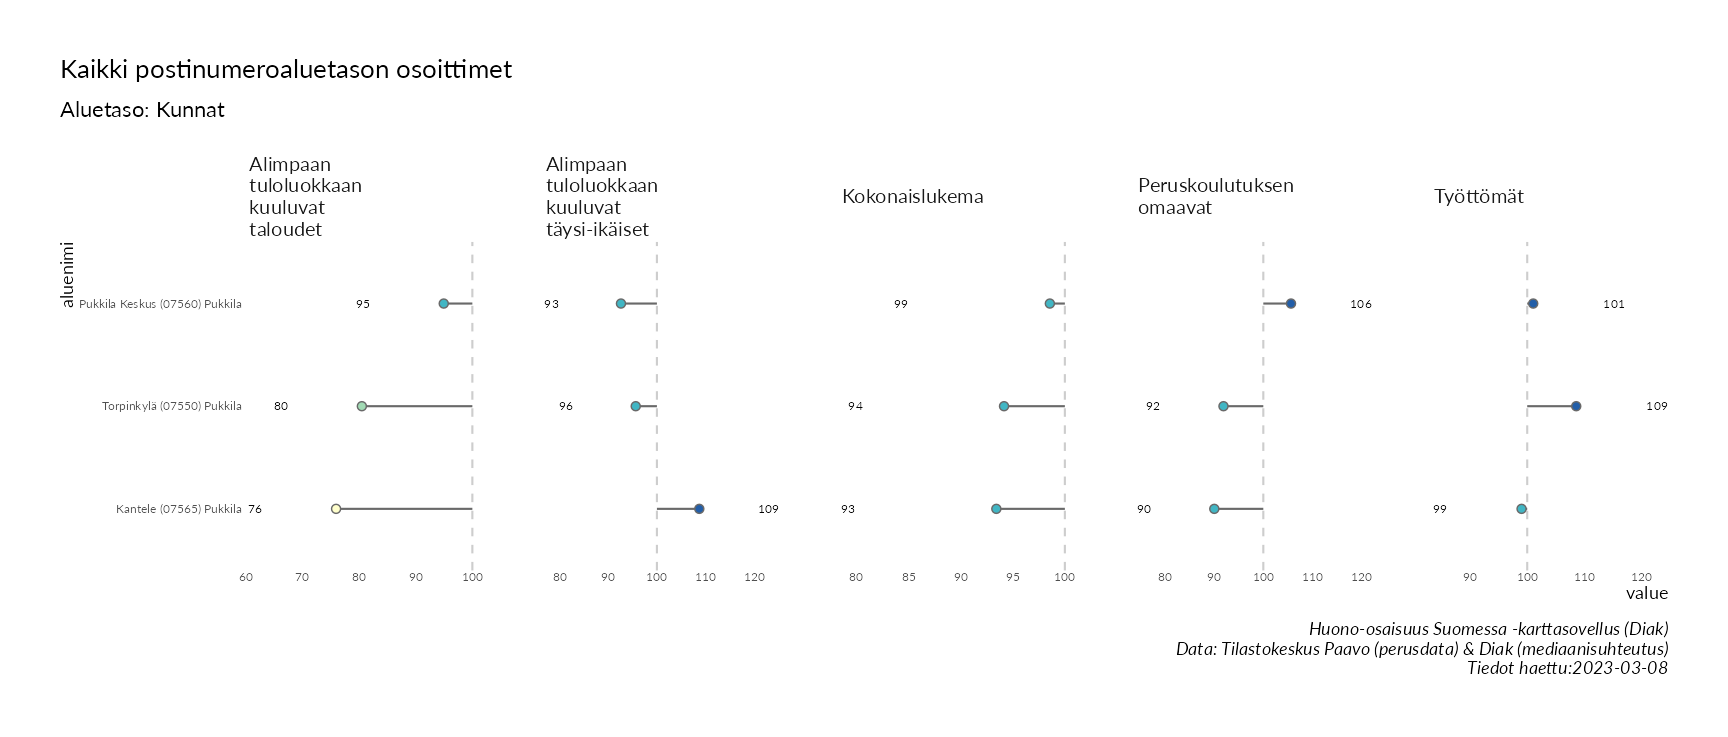 Kaikki postinumeroaluetason osoittimet
Aluetaso: Kunnat
Alimpaan
tuloluokkaan
kuuluvat
taloudet
Alimpaan
tuloluokkaan
kuuluvat
täysi-ikäiset
Kokonaislukema
Peruskoulutuksen
omaavat
Työttömät
aluenimi
Pukkila Keskus (07560) Pukkila 95 93 99 106 101
Torpinkylä (07550) Pukkila 80 96 94 92 109
Kantele (07565) Pukkila 76 109 93 90 99
60 70 80 90 100 80 90 100 110 120 80 85 90 95 100 80 90 100 110 120 90 100 110 120
value
Huono-osaisuus Suomessa -karttasovellus (Diak)
Data: Tilastokeskus Paavo (perusdata) & Diak (mediaanisuhteutus)
Tiedot haettu:2023-03-08